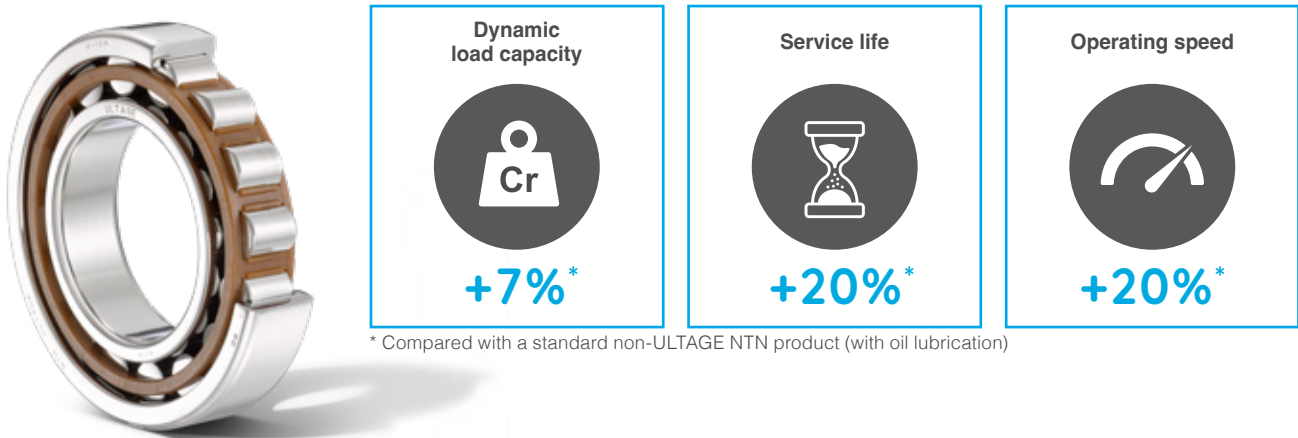 Dynamic
load capacity
Cr
+7%*
Service life
+20%*
Operating speed
+20%*
* Compared with a standard non-ULTAGE NTN product (with oil lubrication)
ULTAGE